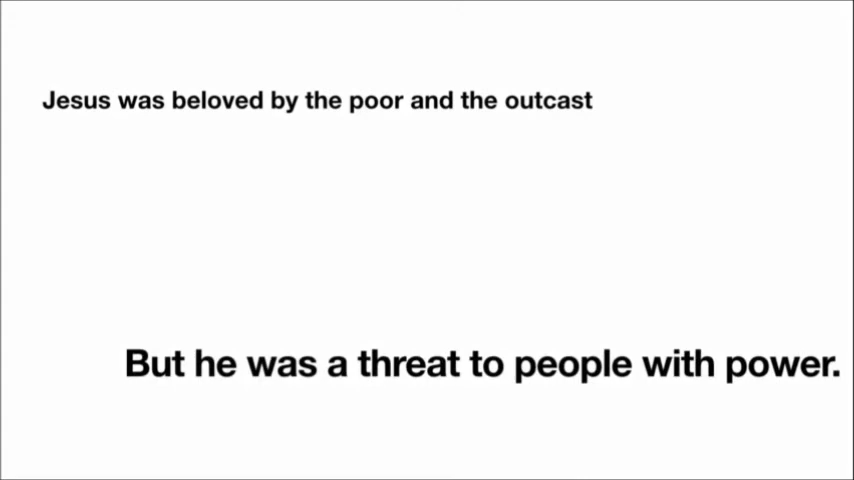 Jesus was beloved by the poor and the outcast
But he was a threat to people with power.